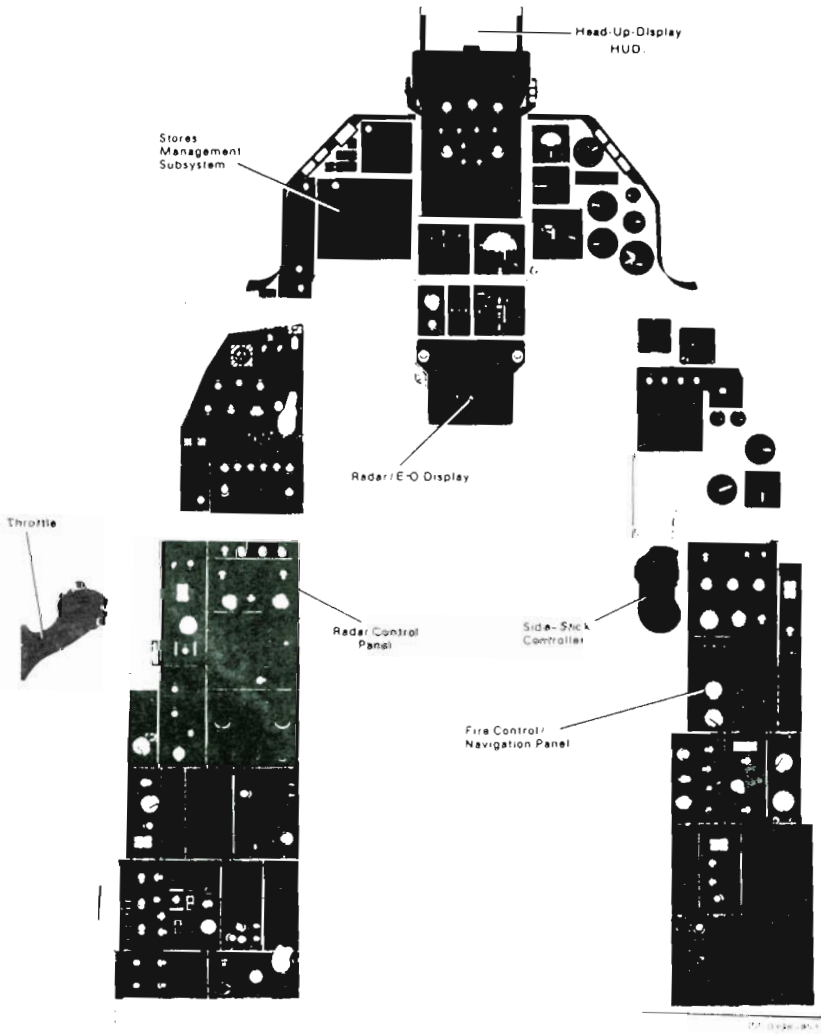 Head-Up-Display
HUD.
Stores
Management
Subsystem
Radar/E-O Display
Throttle
Radar Control
Panel
Side-Stick
Controller
Fire Control/
Navigation Panel